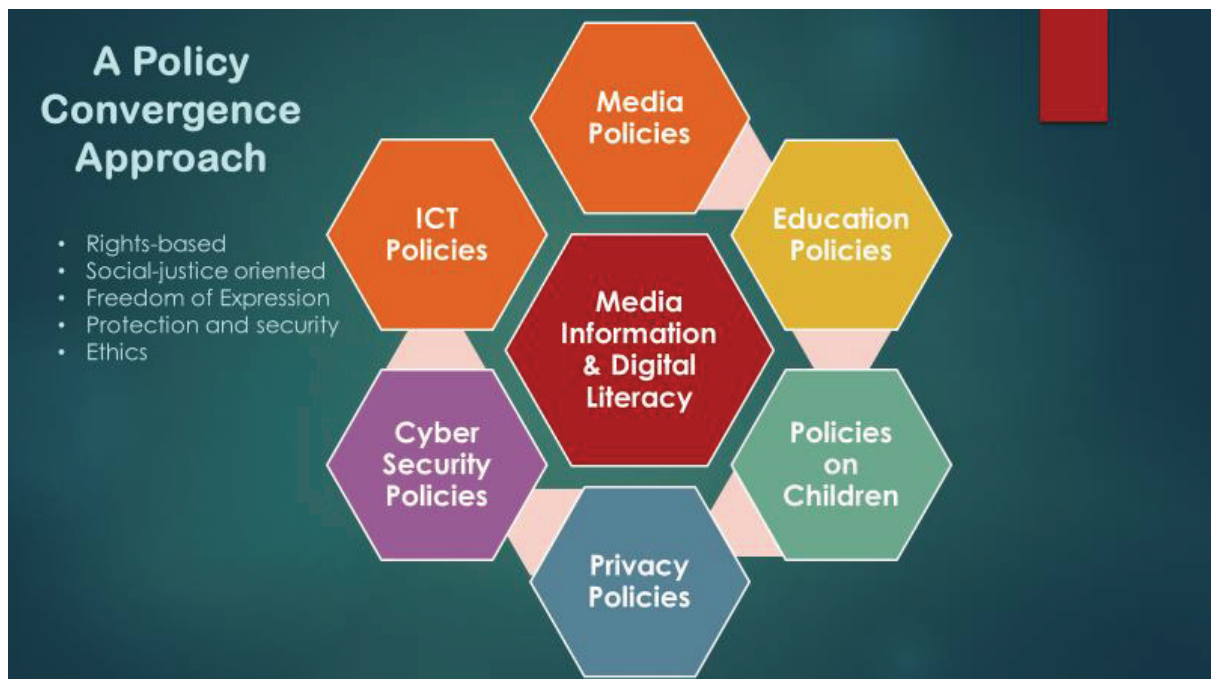 A Policy
Convergence
Approach
• Rights-based
• Social-justice oriented
• Freedom of Expression
• Protection and security
• Ethics
Media
Policies
Education
Policies
Policies
on
Children
Privacy
Policies
Cyber
Security
Policies
ICT
Policies
Media
Information
& Digital
Literacy